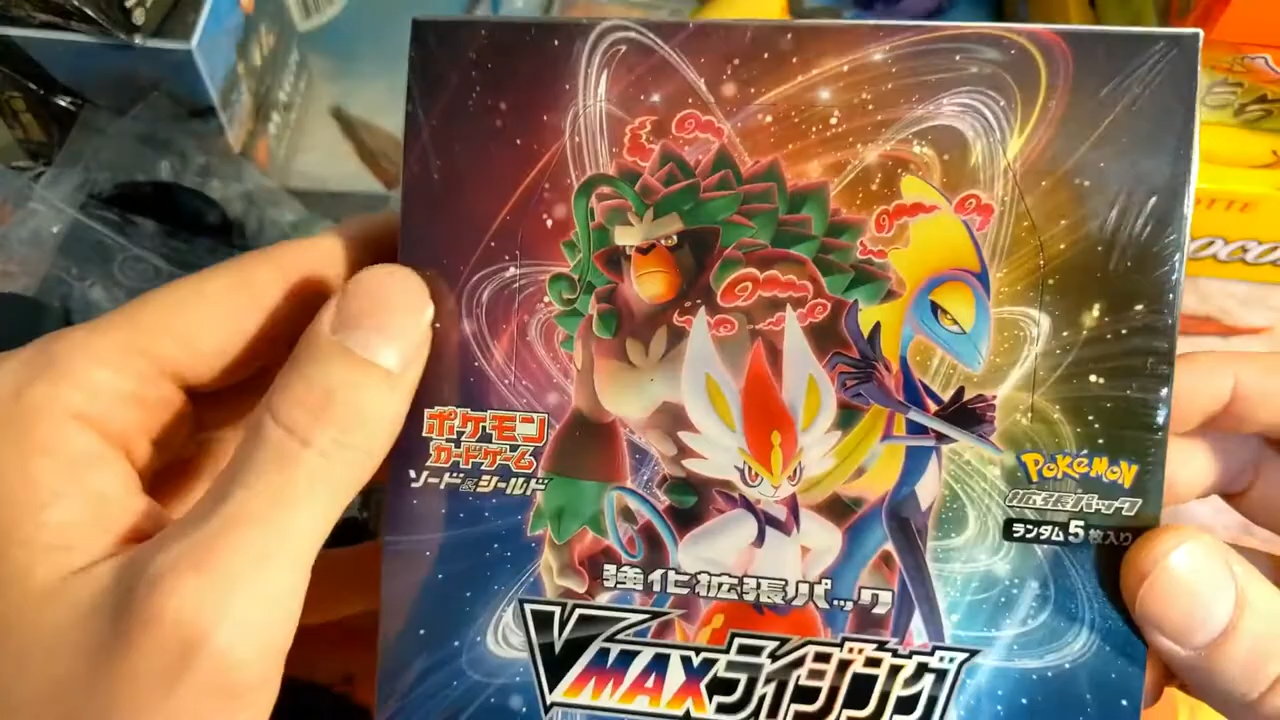 ポケモン
カードゲーム
ソード&シールド
POKéMON
拡張パック
ランダム5枚入り
強化拡張パック
VMAXライジング
OTTE